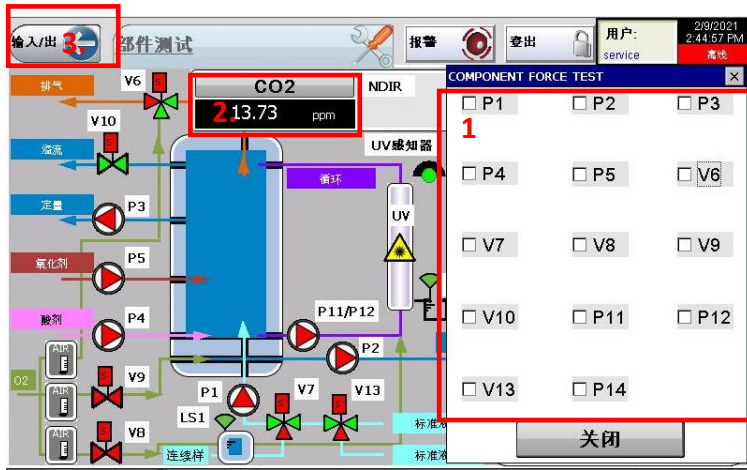 输入/出
3.
部件测试
报警
登出
用户:
service
2/9/2021
2:44:57 PM
离线
排气
V6
CO2
2.
13.73 ppm
NDIR
V10
溢流
UV感知器
循环
定量
P3
UV
氧化剂
P5
酸剂
P4
P11/P12
P2
AIR
O2
AIR
V9
P1
V7
V13
LS1
AIR
V8
连续样
标准液
标准液
COMPONENT FORCE TEST
1
P1 P2 P3
P4 P5 V6
V7 V8 V9
V10 P11 P12
V13 P14
关闭